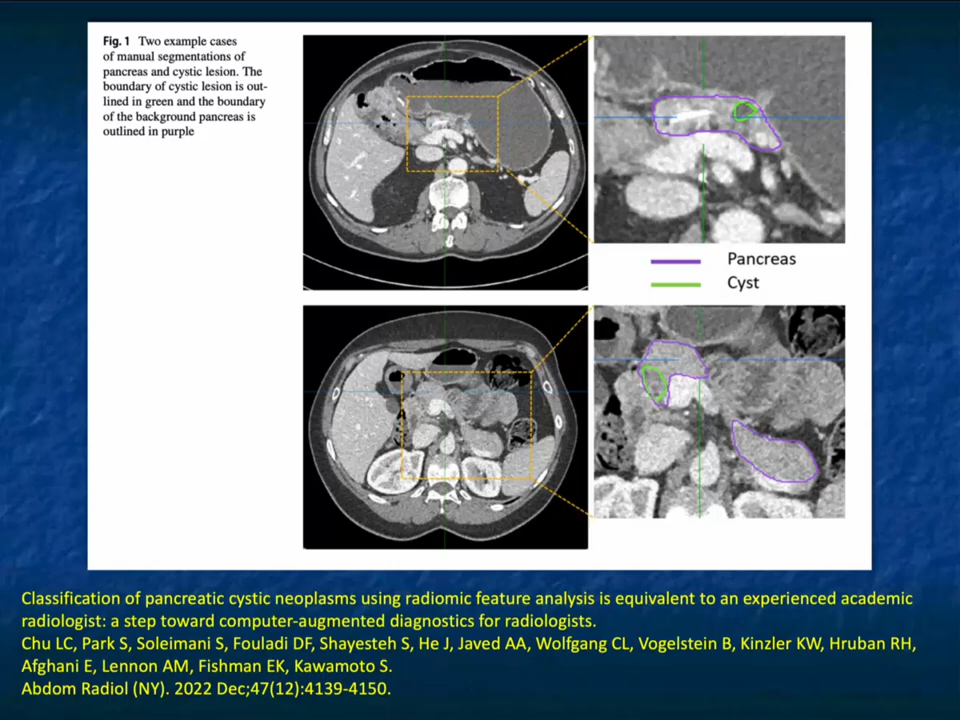 Fig. 1 Two example cases
of manual segmentations of
pancreas and cystic lesion. The
boundary of cystic lesion is out-
lined in green and the boundary
of the background pancreas is
outlined in purple
Pancreas
Cyst
Classification of pancreatic cystic neoplasms using radiomic feature analysis is equivalent to an experienced academic
radiologist: a step toward computer-augmented diagnostics for radiologists.
Chu LC, Park S, Soleimani S, Fouladi DF, Shayesteh S, He J, Javed AA, Wolfgang CL, Vogelstein B, Kinzler KW, Hruban RH,
Afghani E, Lennon AM, Fishman EK, Kawamoto S.
Abdom Radiol (NY). 2022 Dec;47(12):4139-4150.